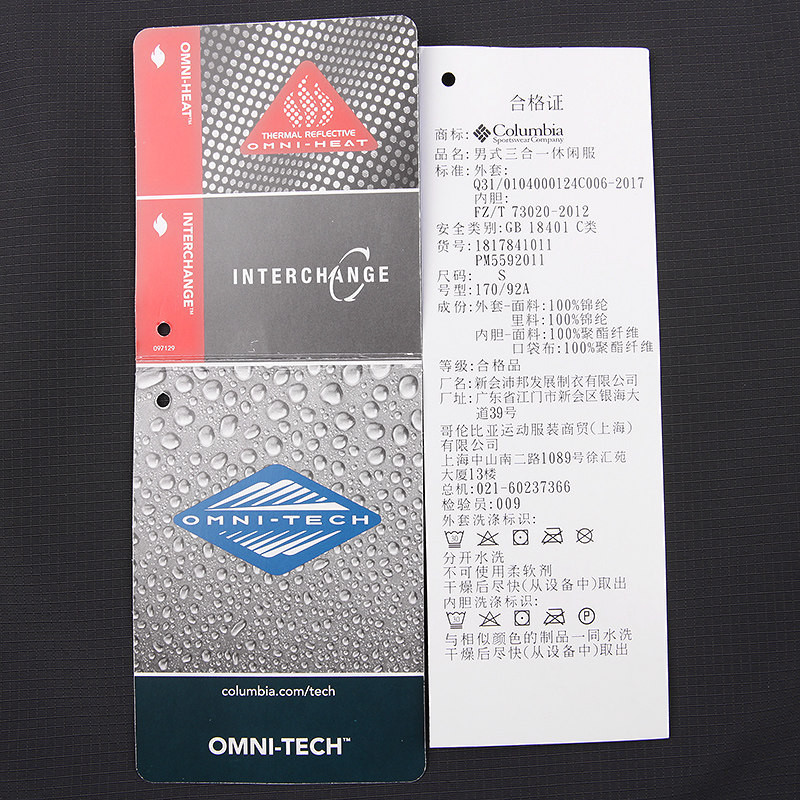 OMNI-HEAT™
THERMAL REFLECTIVE
OMNI-HEAT
INTERCHANGE™
INTERCHANGE
097129
OMNI-TECH
columbia.com/tech
OMNI-TECH™
合格证
商标: Columbia
Sportswear Company
品名: 男式三合一休闲服
标准: 外套:
Q31/0104000124C006-2017
内胆:
FZ/T 73020-2012
安全类别: GB 18401 C类
货号: 1817841011
PM5592011
尺码: S
号型: 170/92A
成份: 外套-面料: 100%锦纶
里料: 100%锦纶
内胆-面料: 100%聚酯纤维
口袋布: 100%聚酯纤维
等级: 合格品
厂名: 新会沛邦发展制衣有限公司
厂址: 广东省江门市新会区银海大
道39号
哥伦比亚运动服装商贸(上海)
有限公司
上海中山南二路1089号徐汇苑
大厦13楼
总机: 021-60237366
检验员: 009
外套洗涤标识:
分开水洗
不可使用柔软剂
干燥后尽快(从设备中)取出
内胆洗涤标识:
P
与相似颜色的制品一同水洗
干燥后尽快(从设备中)取出